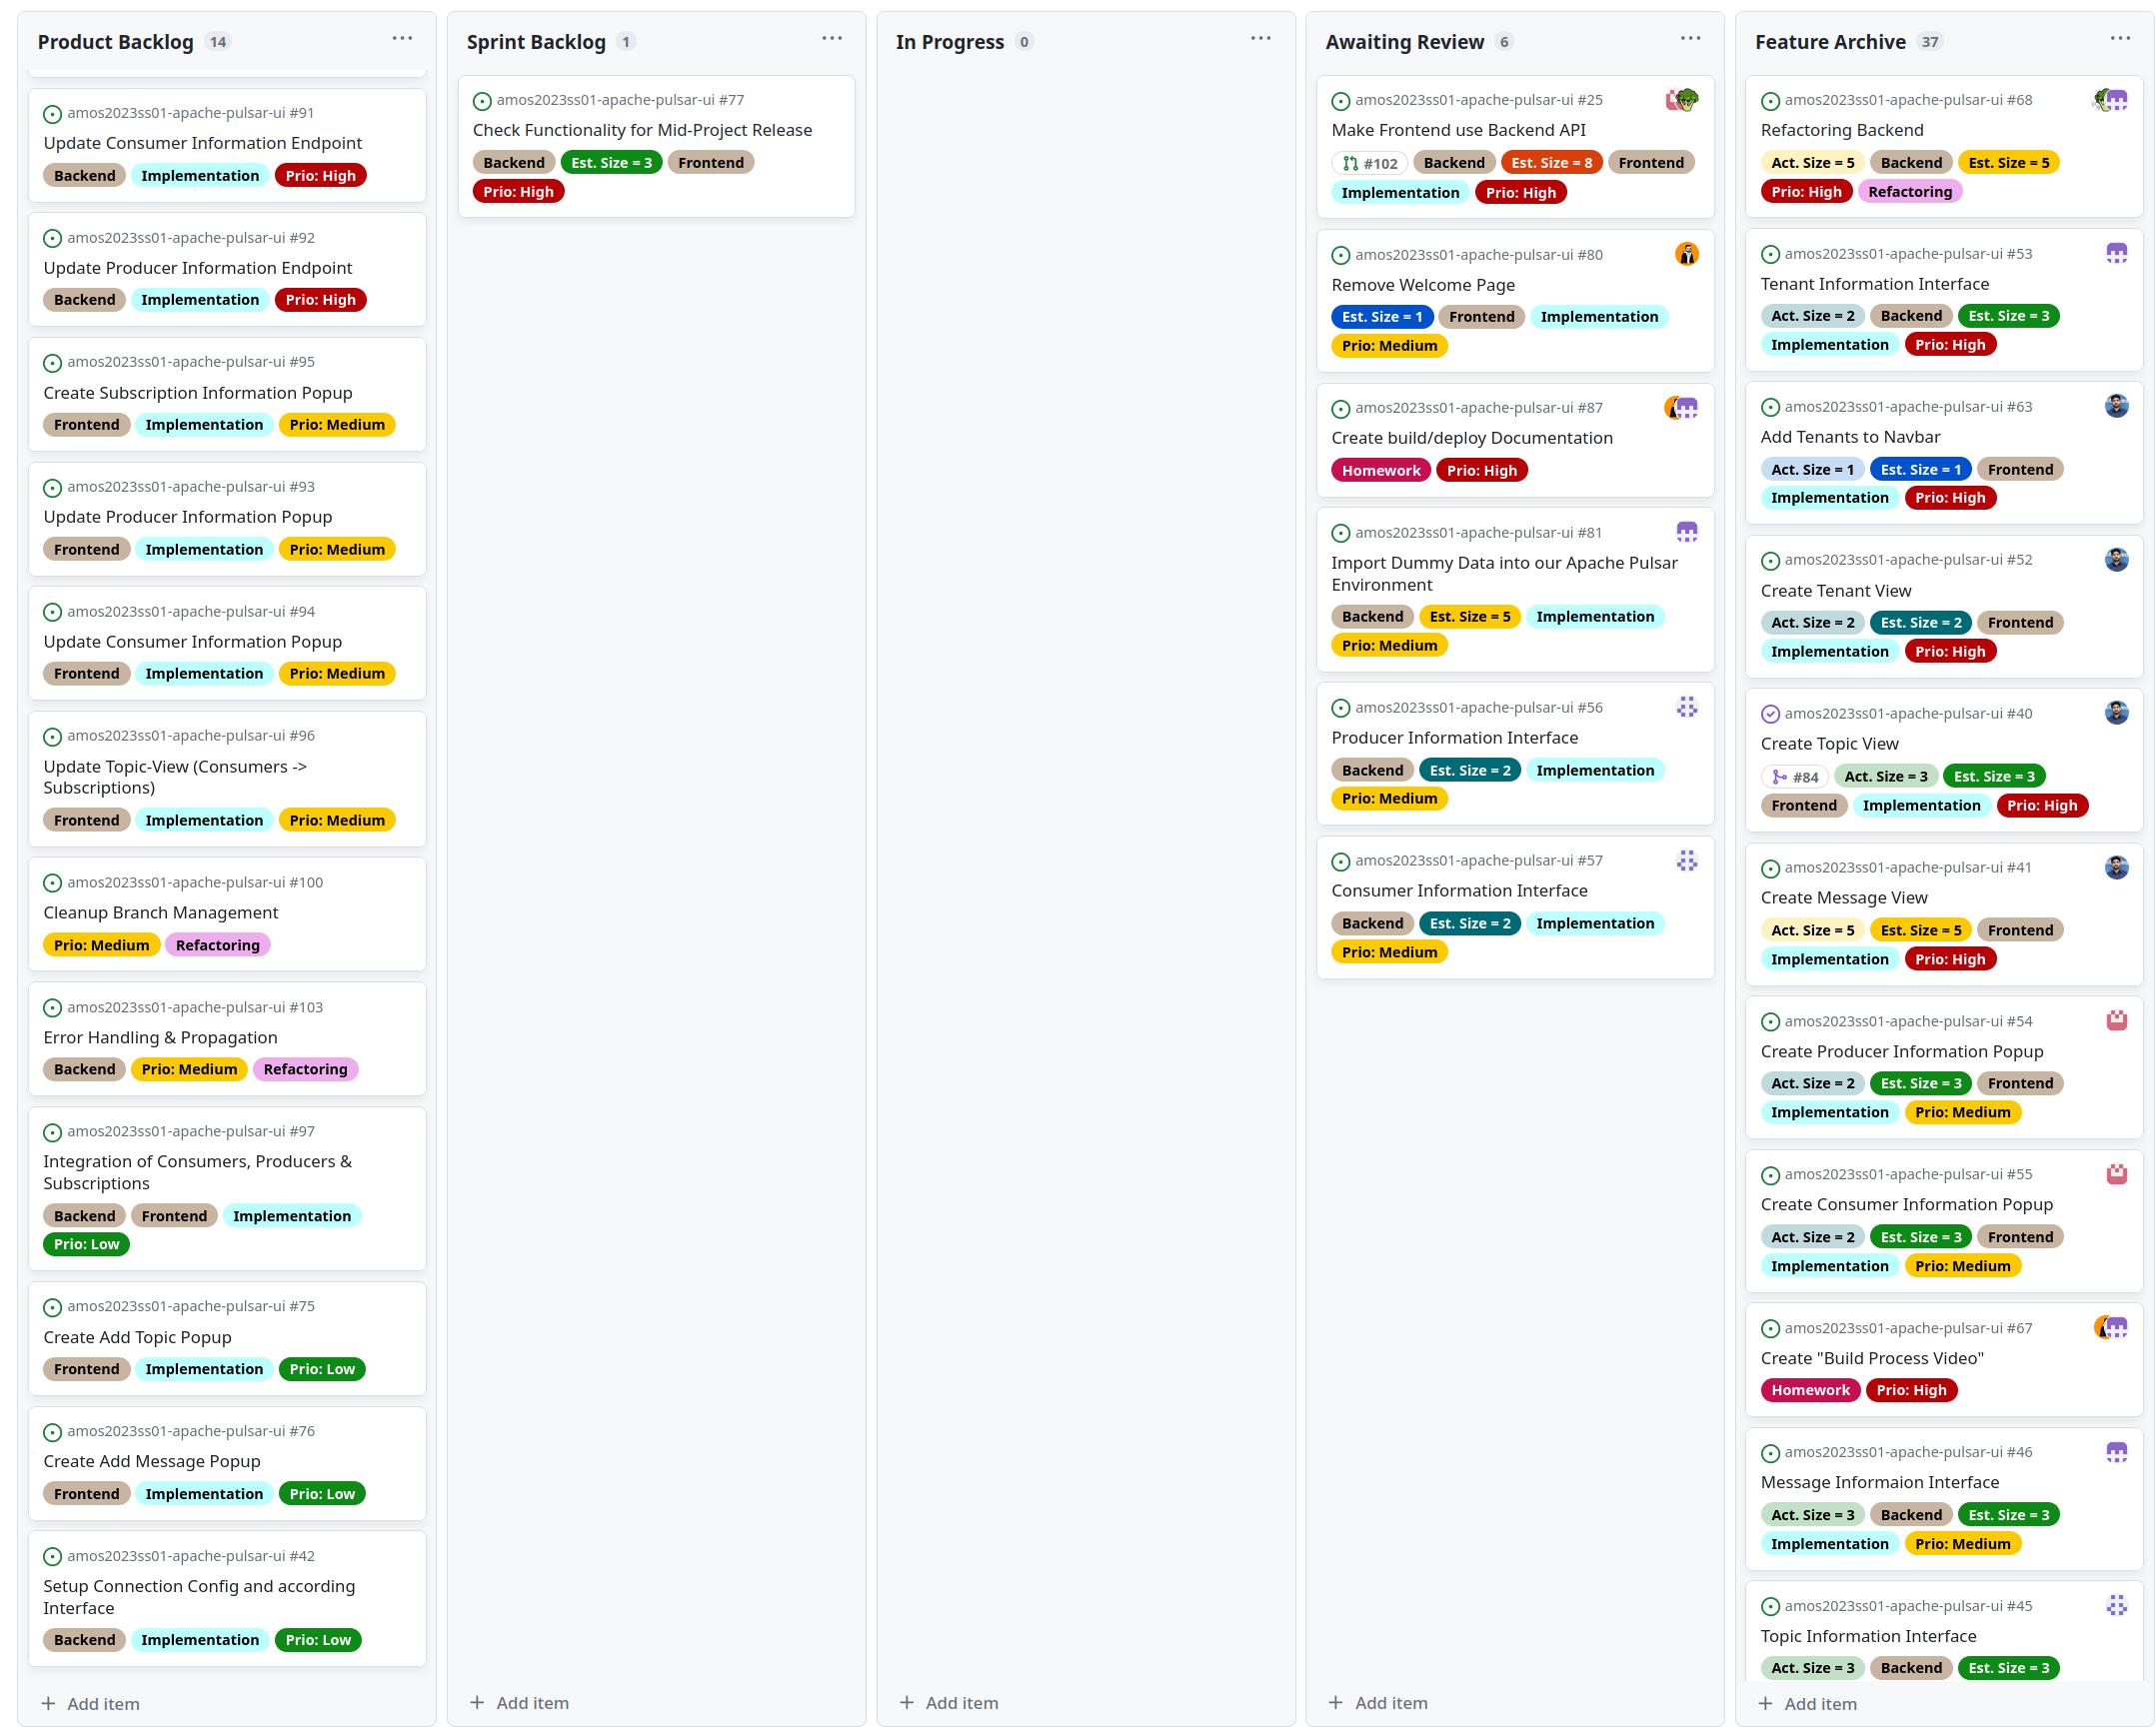 Product Backlog 14
amos2023ss01-apache-pulsar-ui #91
Update Consumer Information Endpoint
Backend Implementation Prio: High
amos2023ss01-apache-pulsar-ui #92
Update Producer Information Endpoint
Backend Implementation Prio: High
amos2023ss01-apache-pulsar-ui #95
Create Subscription Information Popup
Frontend Implementation Prio: Medium
amos2023ss01-apache-pulsar-ui #93
Update Producer Information Popup
Frontend Implementation Prio: Medium
amos2023ss01-apache-pulsar-ui #94
Update Consumer Information Popup
Frontend Implementation Prio: Medium
amos2023ss01-apache-pulsar-ui #96
Update Topic-View (Consumers ->
Subscriptions)
Frontend Implementation Prio: Medium
amos2023ss01-apache-pulsar-ui #100
Cleanup Branch Management
Prio: Medium Refactoring
amos2023ss01-apache-pulsar-ui #103
Error Handling & Propagation
Backend Prio: Medium Refactoring
amos2023ss01-apache-pulsar-ui #97
Integration of Consumers, Producers &
Subscriptions
Backend Frontend Implementation
Prio: Low
amos2023ss01-apache-pulsar-ui #75
Create Add Topic Popup
Frontend Implementation Prio: Low
amos2023ss01-apache-pulsar-ui #76
Create Add Message Popup
Frontend Implementation Prio: Low
amos2023ss01-apache-pulsar-ui #42
Setup Connection Config and according
Interface
Backend Implementation Prio: Low
+ Add item
Sprint Backlog 1
amos2023ss01-apache-pulsar-ui #77
Check Functionality for Mid-Project Release
Backend Est. Size = 3 Frontend
Prio: High
+ Add item
In Progress 0
+ Add item
Awaiting Review 6
amos2023ss01-apache-pulsar-ui #25
Make Frontend use Backend API
#102 Backend Est. Size = 8 Frontend
Implementation Prio: High
amos2023ss01-apache-pulsar-ui #80
Remove Welcome Page
Est. Size = 1 Frontend Implementation
Prio: Medium
amos2023ss01-apache-pulsar-ui #87
Create build/deploy Documentation
Homework Prio: High
amos2023ss01-apache-pulsar-ui #81
Import Dummy Data into our Apache Pulsar
Environment
Backend Est. Size = 5 Implementation
Prio: Medium
amos2023ss01-apache-pulsar-ui #56
Producer Information Interface
Backend Est. Size = 2 Implementation
Prio: Medium
amos2023ss01-apache-pulsar-ui #57
Consumer Information Interface
Backend Est. Size = 2 Implementation
Prio: Medium
+ Add item
Feature Archive 37
amos2023ss01-apache-pulsar-ui #68
Refactoring Backend
Act. Size = 5 Backend Est. Size = 5
Prio: High Refactoring
amos2023ss01-apache-pulsar-ui #53
Tenant Information Interface
Act. Size = 2 Backend Est. Size = 3
Implementation Prio: High
amos2023ss01-apache-pulsar-ui #63
Add Tenants to Navbar
Act. Size = 1 Est. Size = 1 Frontend
Implementation Prio: High
amos2023ss01-apache-pulsar-ui #52
Create Tenant View
Act. Size = 2 Est. Size = 2 Frontend
Implementation Prio: High
amos2023ss01-apache-pulsar-ui #40
Create Topic View
#84 Act. Size = 3 Est. Size = 3
Frontend Implementation Prio: High
amos2023ss01-apache-pulsar-ui #41
Create Message View
Act. Size = 5 Est. Size = 5 Frontend
Implementation Prio: High
amos2023ss01-apache-pulsar-ui #54
Create Producer Information Popup
Act. Size = 2 Est. Size = 3 Frontend
Implementation Prio: Medium
amos2023ss01-apache-pulsar-ui #55
Create Consumer Information Popup
Act. Size = 2 Est. Size = 3 Frontend
Implementation Prio: Medium
amos2023ss01-apache-pulsar-ui #67
Create "Build Process Video"
Homework Prio: High
amos2023ss01-apache-pulsar-ui #46
Message Informaion Interface
Act. Size = 3 Backend Est. Size = 3
Implementation Prio: Medium
amos2023ss01-apache-pulsar-ui #45
Topic Information Interface
Act. Size = 3 Backend Est. Size = 3
+ Add item